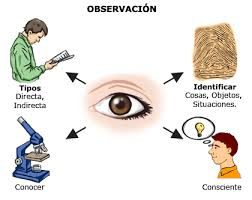 OBSERVACIÓN
Tipos
Directa,
Indirecta
Identificar
Cosas, Objetos,
Situaciones.
Conocer
Consciente